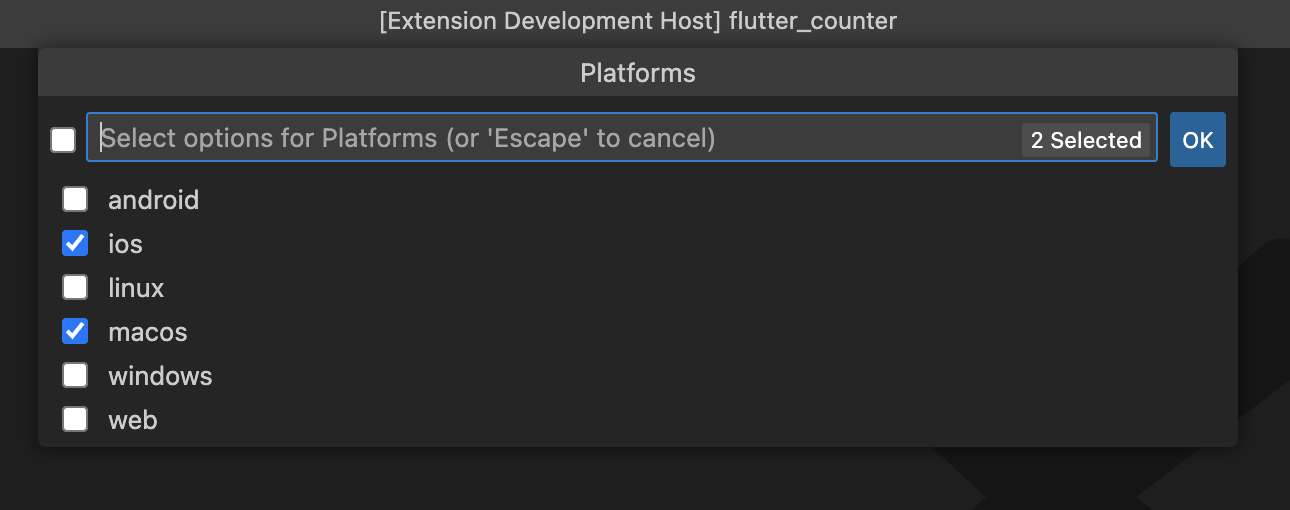 [Extension Development Host] flutter_counter
Platforms
Select options for Platforms (or 'Escape' to cancel) 2 Selected OK
android
ios
linux
macos
windows
web